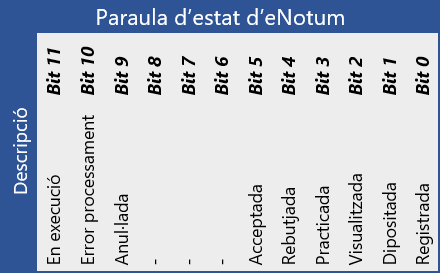 Paraula d'estat d'eNotum
Descripció
Bit 11
Bit 10
Bit 9
Bit 8
Bit 7
Bit 6
Bit 5
Bit 4
Bit 3
Bit 2
Bit 1
Bit 0
En execució
Error processament
Anul·lada
-
-
-
Acceptada
Rebutjada
Practicada
Visualitzada
Dipositada
Registrada